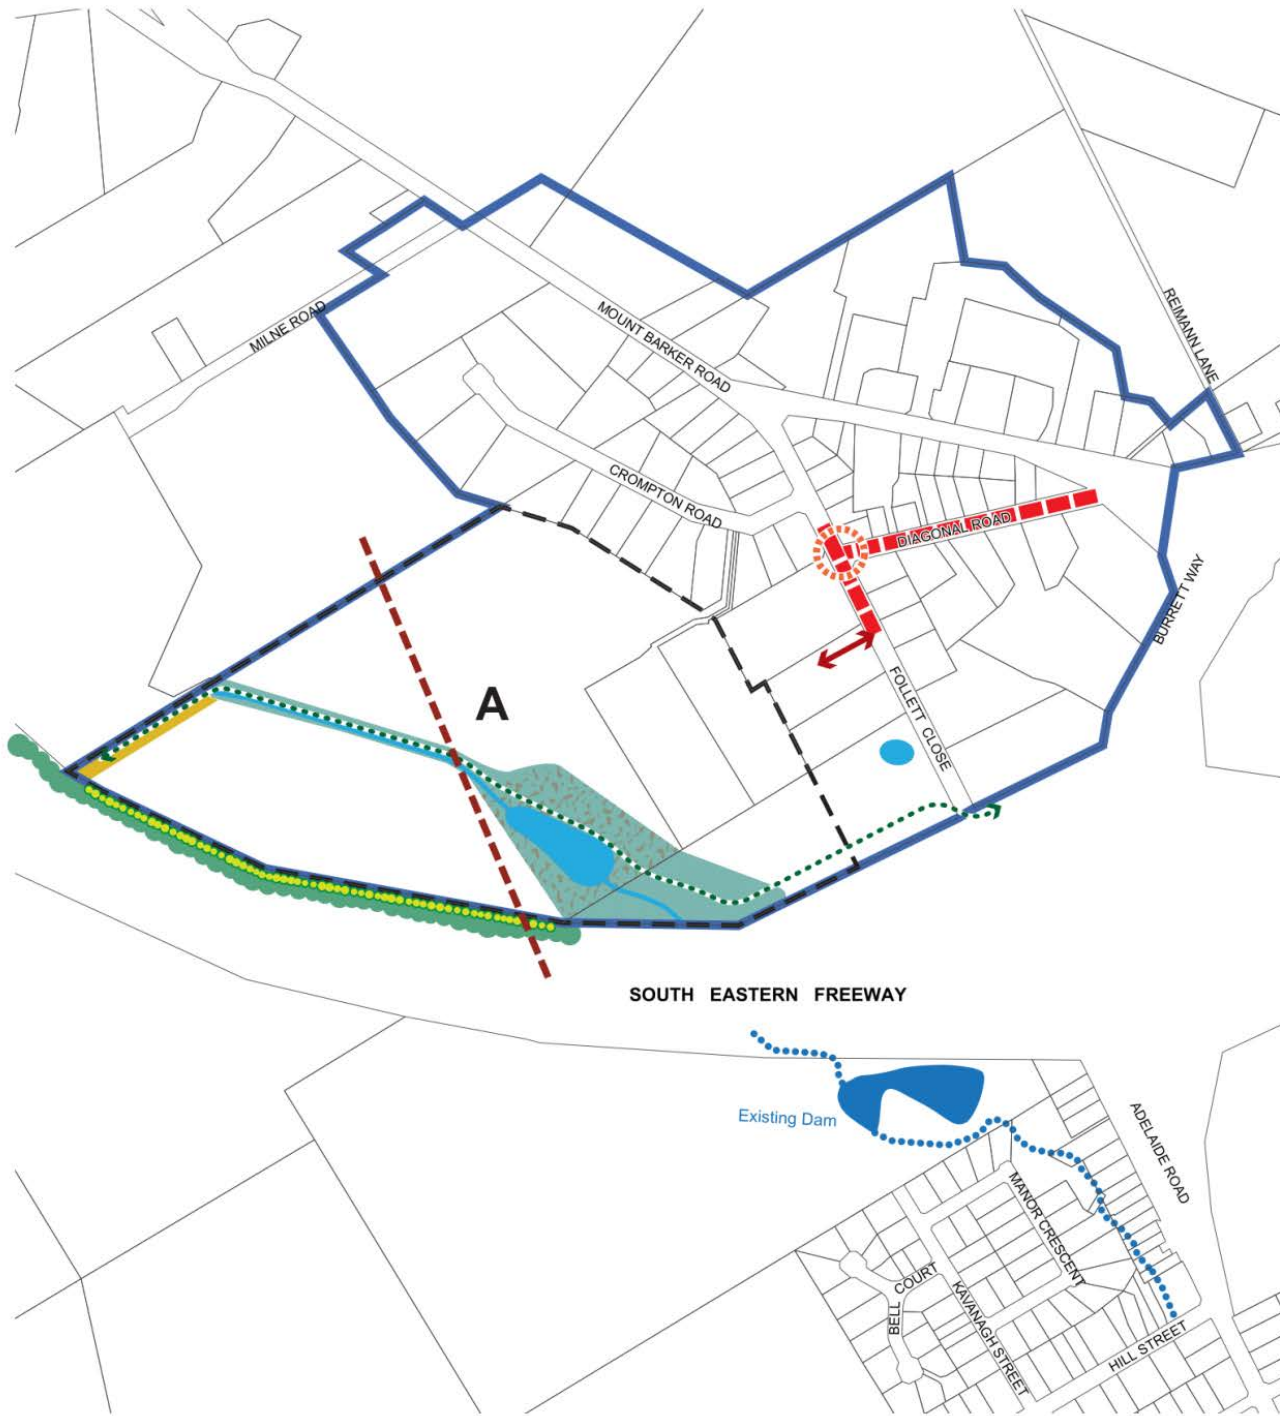 REIMANN LANE
MILNE ROAD
MOUNT BARKER ROAD
CROMPTON ROAD
DIAGONAL ROAD
BURRETT WAY
A
FOLLETT CLOSE
SOUTH EASTERN FREEWAY
Existing Dam
ADELAIDE ROAD
MANOR CRESCENT
BELL COURT
KAVANAGH STREET
HILL STREET